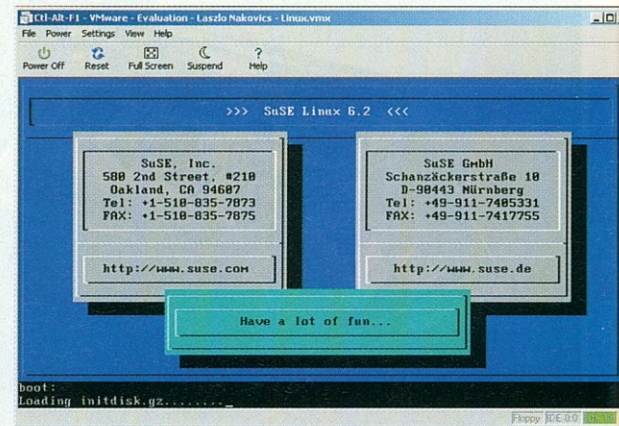 Ctl-Alt-F1 - VMware - Evaluation - Laszlo Nakovics - Linux.vmx
File Power Settings View Help
Power Off Reset Full Screen Suspend Help
>>> SuSE Linux 6.2 <<<
SuSE, Inc.
580 2nd Street, #210
Oakland, CA 94607
Tel: +1-510-835-7873
FAX: +1-510-835-7875
http://www.suse.com
SuSE GmbH
Schanzäckerstraße 10
D-90443 Nürnberg
Tel: +49-911-7405331
FAX: +49-911-7417755
http://www.suse.de
Have a lot of fun...
boot:
Loading initdisk.gz........_
Floppy IDE 0:0